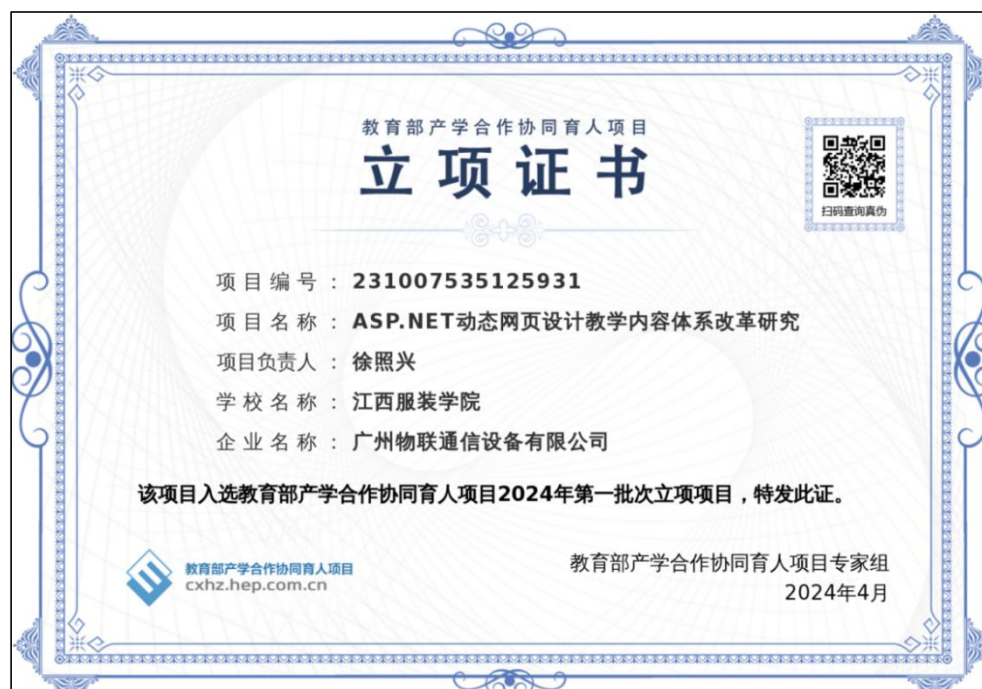 教育部产学合作协同育人项目
立项证书
扫码查询真伪
项目编号：231007535125931
项目名称：ASP.NET动态网页设计教学内容体系改革研究
项目负责人：徐照兴
学校名称：江西服装学院
企业名称：广州物联通信设备有限公司
该项目入选教育部产学合作协同育人项目2024年第一批次立项项目，特发此证。
教育部产学合作协同育人项目
cxhz.hep.com.cn
教育部产学合作协同育人项目专家组
2024年4月